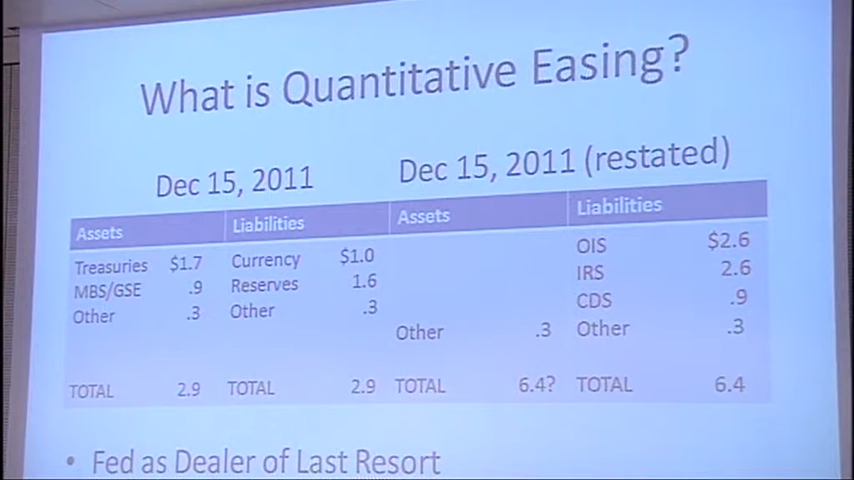 What is Quantitative Easing?
Dec 15, 2011 Dec 15, 2011 (restated)
Assets Liabilities Assets Liabilities
Treasuries $1.7 Currency $1.0 OIS $2.6
MBS/GSE .9 Reserves 1.6 IRS 2.6
Other .3 Other .3 CDS .9
Other .3 Other .3
TOTAL 2.9 TOTAL 2.9 TOTAL 6.4? TOTAL 6.4
• Fed as Dealer of Last Resort